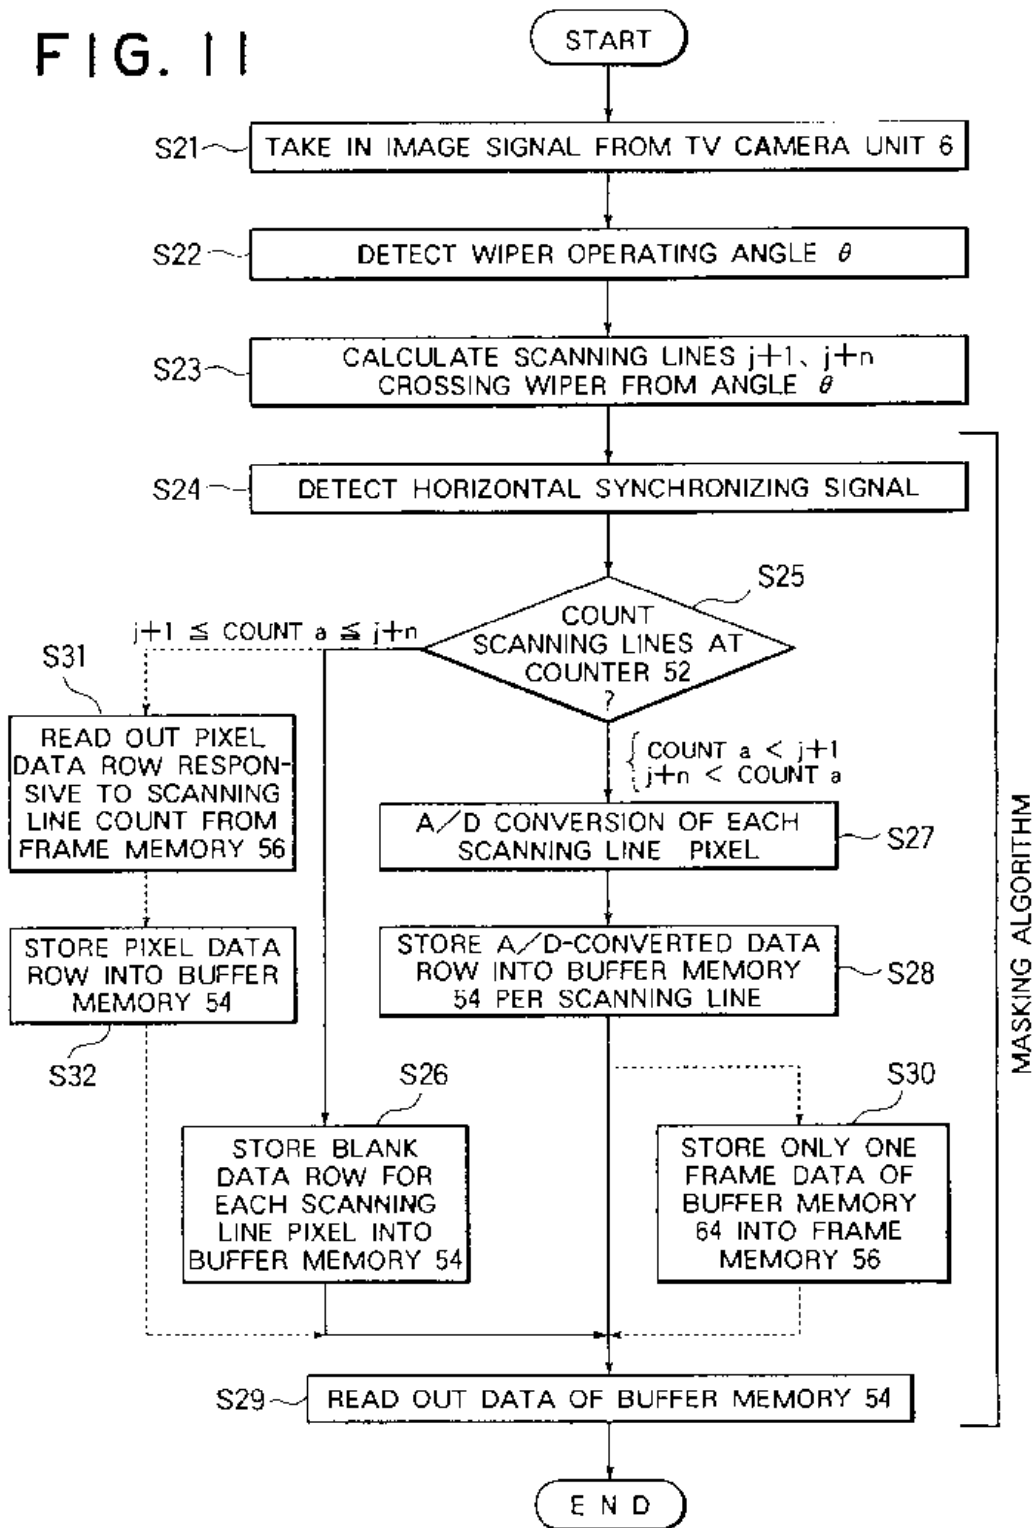 FIG. 11
START
S21
TAKE IN IMAGE SIGNAL FROM TV CAMERA UNIT 6
S22
DETECT WIPER OPERATING ANGLE θ
S23
CALCULATE SCANNING LINES j+1、j+n
CROSSING WIPER FROM ANGLE θ
S24
DETECT HORIZONTAL SYNCHRONIZING SIGNAL
S25
COUNT
SCANNING LINES AT
COUNTER 52
?
j+1 ≦ COUNT a ≦ j+n
COUNT a < j+1
j+n < COUNT a
S31
READ OUT PIXEL
DATA ROW RESPON-
SIVE TO SCANNING
LINE COUNT FROM
FRAME MEMORY 56
A/D CONVERSION OF EACH
SCANNING LINE PIXEL
S27
STORE PIXEL DATA
ROW INTO BUFFER
MEMORY 54
S32
STORE A/D-CONVERTED DATA
ROW INTO BUFFER MEMORY
54 PER SCANNING LINE
S28
S26
STORE BLANK
DATA ROW FOR
EACH SCANNING
LINE PIXEL INTO
BUFFER MEMORY 54
S30
STORE ONLY ONE
FRAME DATA OF
BUFFER MEMORY
64 INTO FRAME
MEMORY 56
S29
READ OUT DATA OF BUFFER MEMORY 54
END
MASKING ALGORITHM